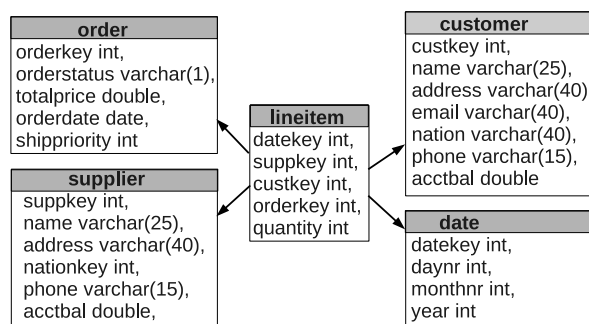 order
orderkey int,
orderstatus varchar(1),
totalprice double,
orderdate date,
shippriority int
supplier
suppkey int,
name varchar(25),
address varchar(40),
nationkey int,
phone varchar(15),
acctbal double,
lineitem
datekey int,
suppkey int,
custkey int,
orderkey int,
quantity int
customer
custkey int,
name varchar(25),
address varchar(40)
email varchar(40),
nation varchar(40),
phone varchar(15),
acctbal double
date
datekey int,
daynr int,
monthnr int,
year int